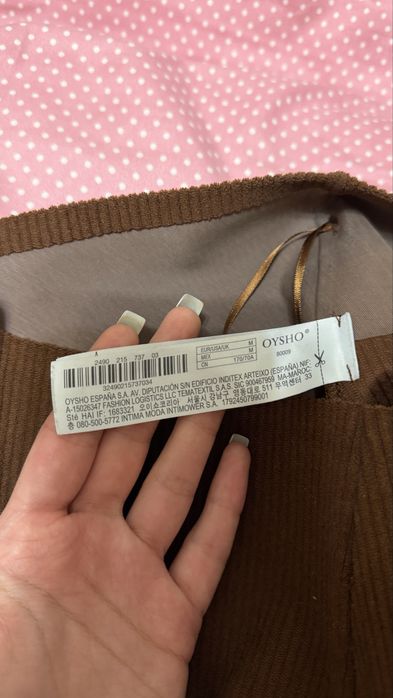 A
2490 215 737 03
32490215737034
EUR/USA/UK M
MEX M
CN 170/70A
OYSHO
80009
OYSHO ESPAÑA S.A. AV. DIPUTACIÓN S/N EDIFICIO INDITEX ARTEIXO (ESPAÑA) NIF:
A-15026347 FASHION LOGISTICS LLC TEMATEXTIL S.A.S. SIC 900467959 MA-MAROC:
Sté HAI IF: 1683321 오이쇼코리아 서울시 강남구 영동대로 511 무역센터 33
층 080-500-5772 INTIMA MODA INTIMOWER S.A. 1792450799001